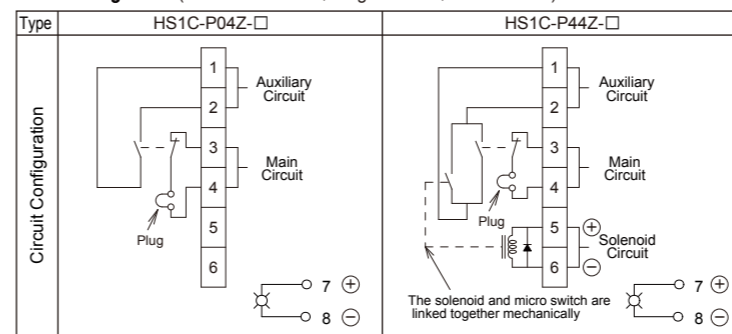 Type
HS1C-P04Z-□
HS1C-P44Z-□
Circuit Configuration
1
2
3
4
5
6
Auxiliary
Circuit
Main
Circuit
Plug
7 ⊕
8 ⊖
1
2
3
4
5
6
Auxiliary
Circuit
Main
Circuit
Plug
⊕
Solenoid
Circuit
⊖
The solenoid and micro switch are
linked together mechanically
7 ⊕
8 ⊖